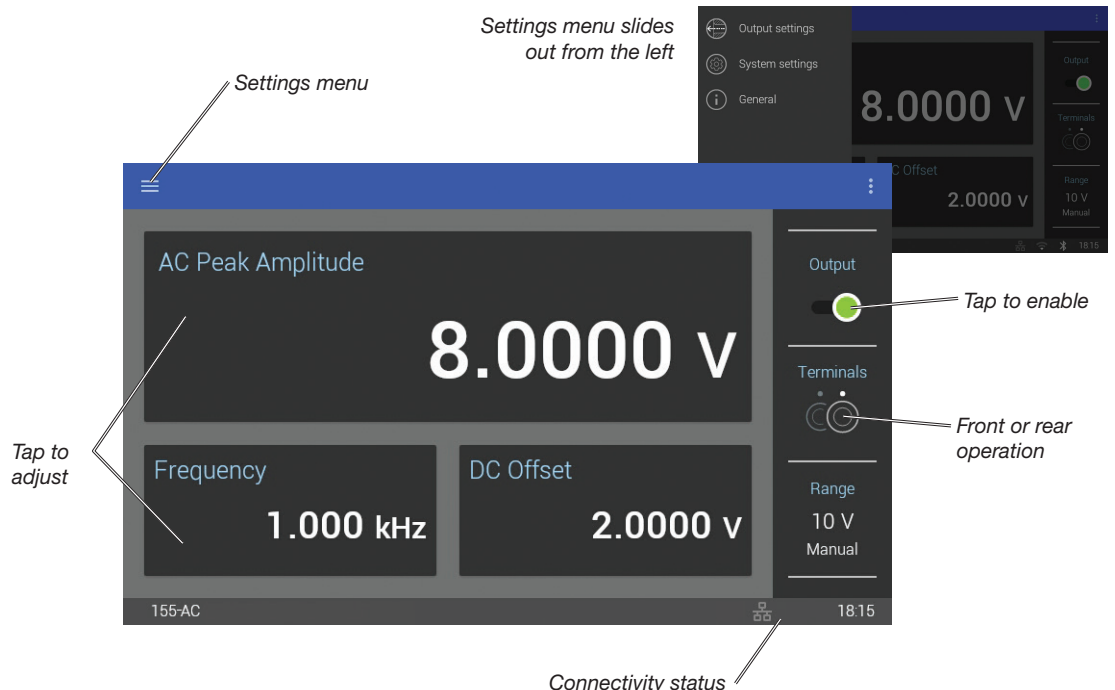 Settings menu slides
out from the left
Output settings
System settings
General
8.0000 V
C Offset
2.0000 V
Output
Terminals
Range
10 V
Manual
18:15
Settings menu
AC Peak Amplitude
8.0000 V
Frequency
1.000 kHz
DC Offset
2.0000 V
Output
Terminals
Range
10 V
Manual
155-AC
18:15
Tap to enable
Front or rear
operation
Tap to
adjust
Connectivity status